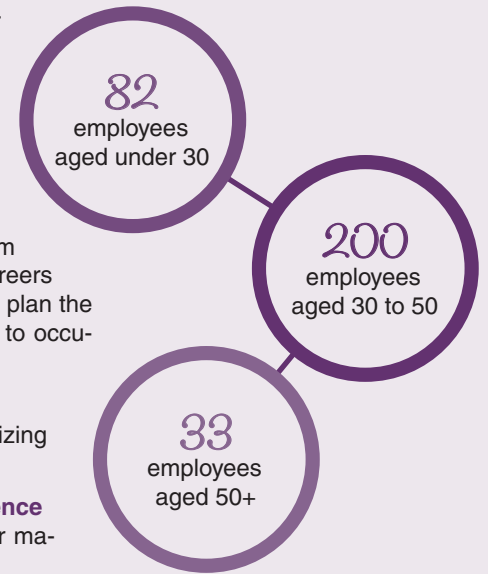 82
employees
aged under 30
200
employees
aged 30 to 50
33
employees
aged 50+
m
reers
plan the
to occu-
izing
ence
r ma-